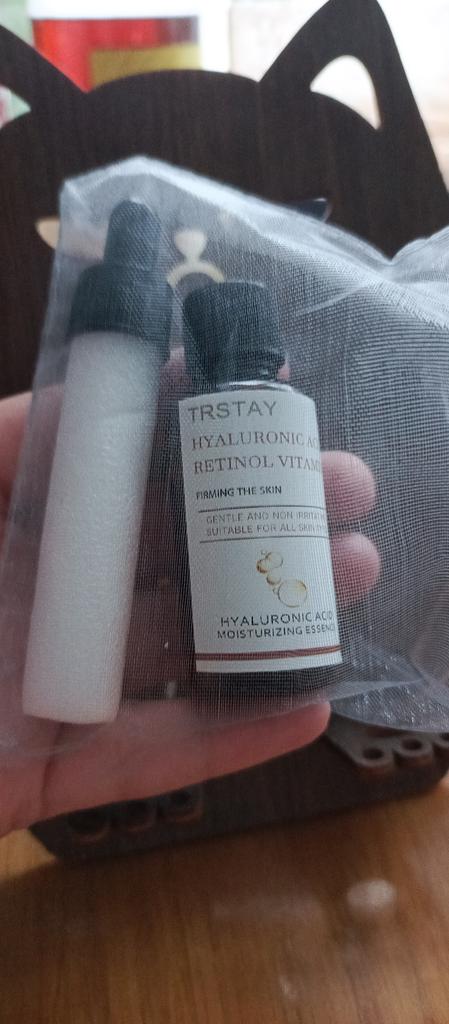 TRSTAY
HYALURONIC AC
RETINOL VITAM
FIRMING THE SKIN
GENTLE AND NON IRRITAT
SUITABLE FOR ALL SKIN TY
HYALURONIC ACID
MOISTURIZING ESSENCE